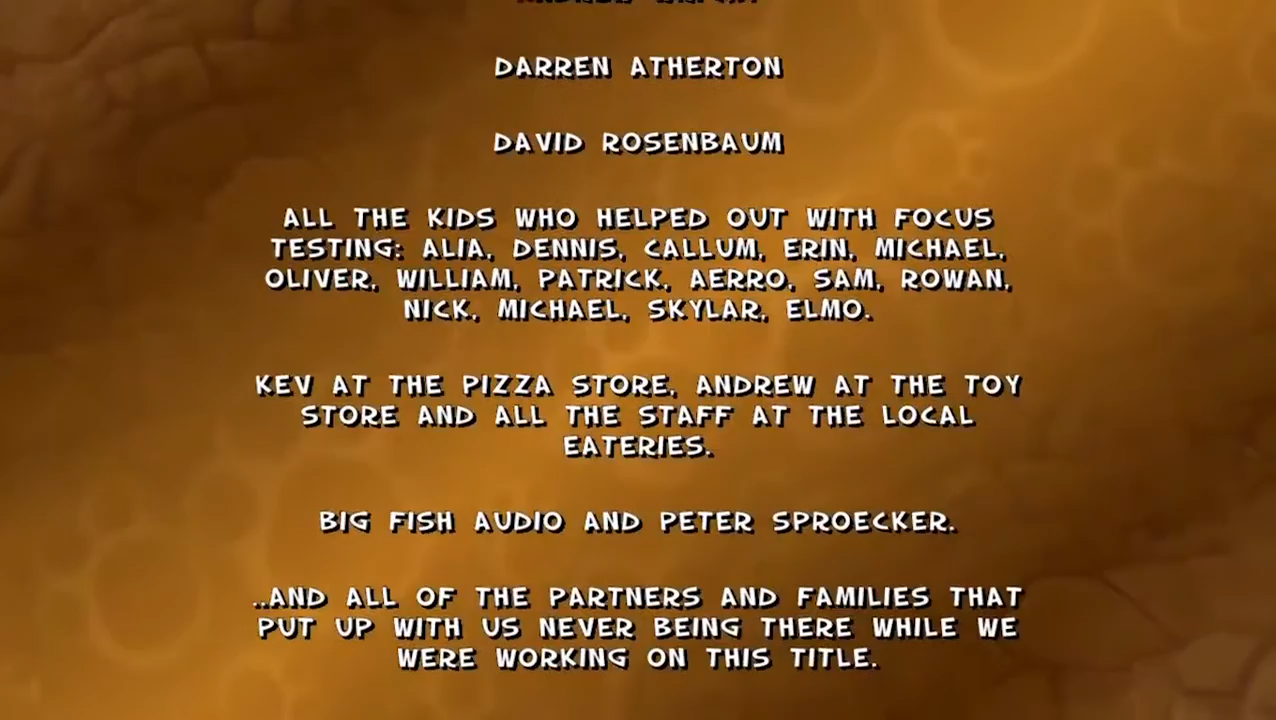 DARREN ATHERTON
DAVID ROSENBAUM
ALL THE KIDS WHO HELPED OUT WITH FOCUS
TESTING: ALIA, DENNIS, CALLUM, ERIN, MICHAEL,
OLIVER, WILLIAM, PATRICK, AERRO, SAM, ROWAN,
NICK, MICHAEL, SKYLAR, ELMO.
KEV AT THE PIZZA STORE, ANDREW AT THE TOY
STORE AND ALL THE STAFF AT THE LOCAL
EATERIES.
BIG FISH AUDIO AND PETER SPROECKER.
..AND ALL OF THE PARTNERS AND FAMILIES THAT
PUT UP WITH US NEVER BEING THERE WHILE WE
WERE WORKING ON THIS TITLE.